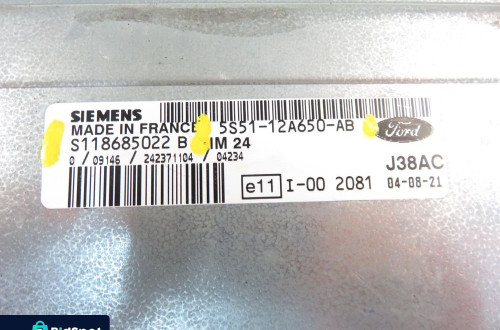 SIEMENS
MADE IN FRANCE 5S51-12A650-AB Ford
S118685022 B IM 24
0 / 09146 / 242371104 / 04234
J38AC
e11 I-00 2081 04-08-21
BidSpot